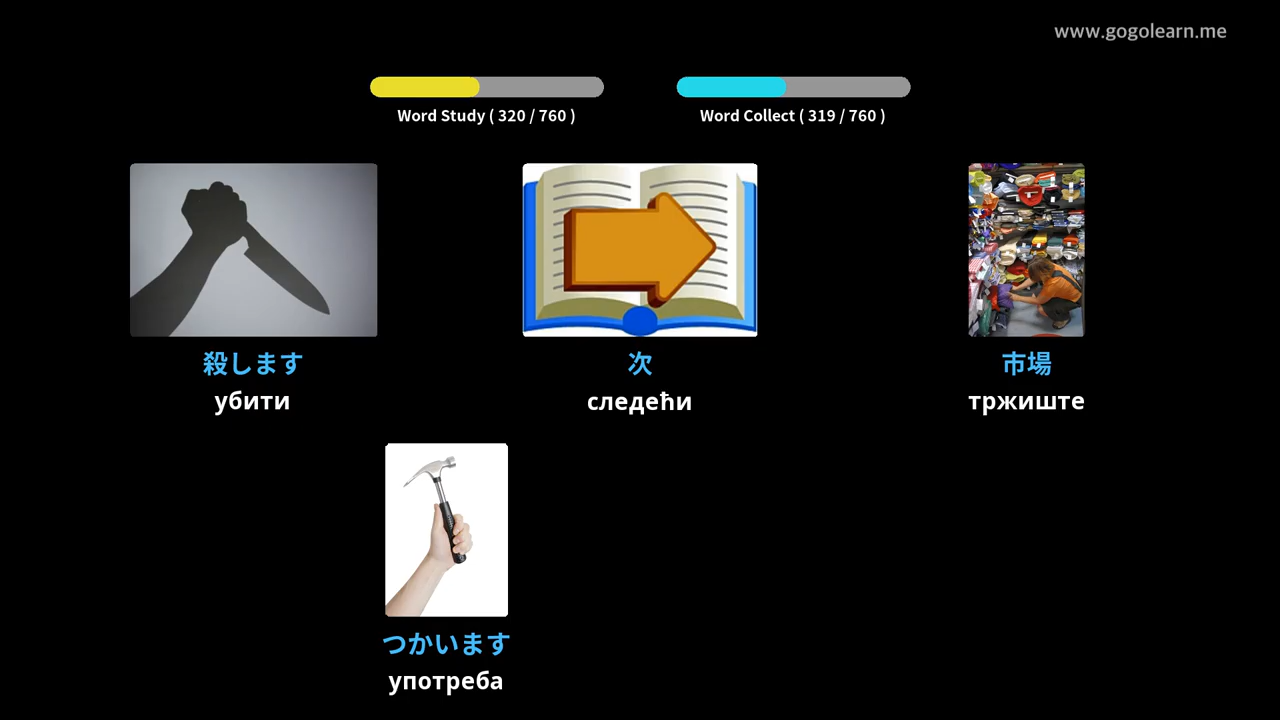 www.gogolearn.me
Word Study ( 320 / 760 )
Word Collect ( 319 / 760 )
殺します
убити
次
следећи
市場
тржиште
つかいます
употреба